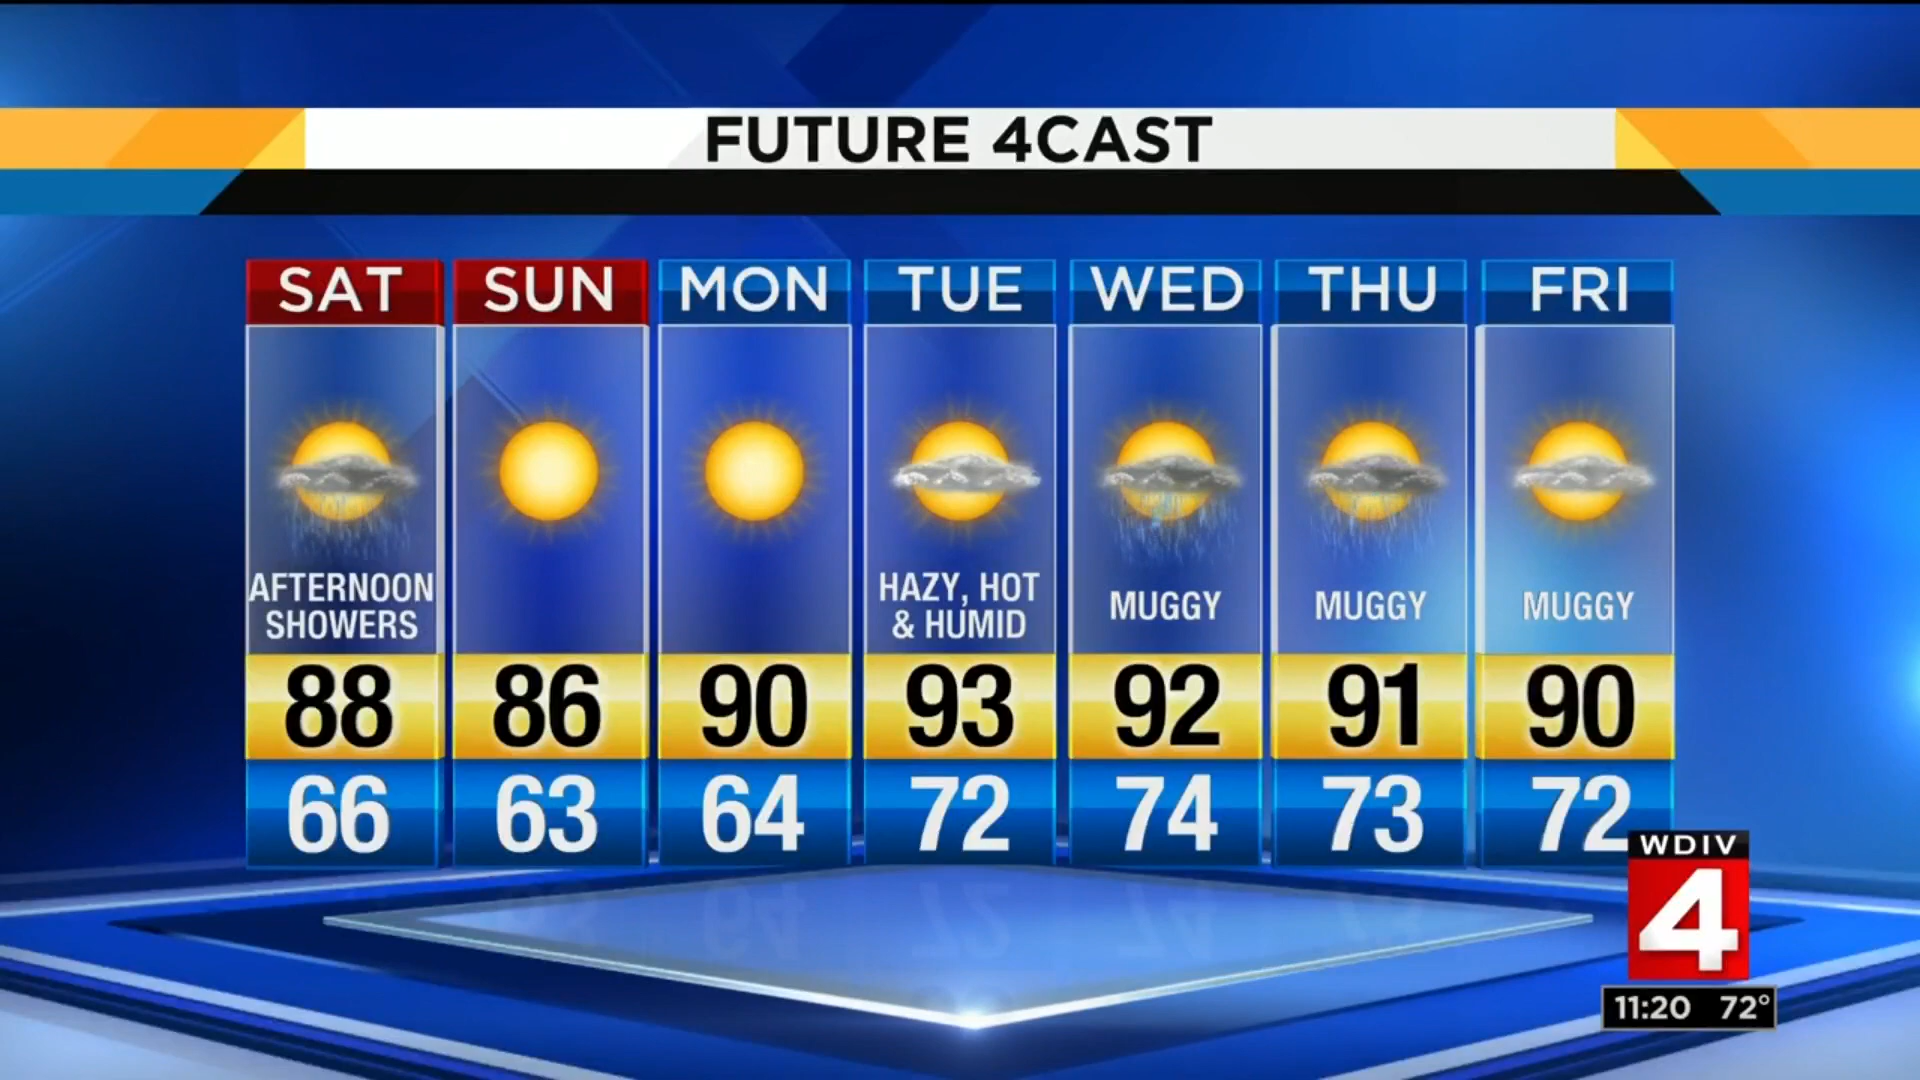 FUTURE 4CAST
SAT SUN MON TUE WED THU FRI
AFTERNOON
SHOWERS
HAZY, HOT
& HUMID
MUGGY
MUGGY
MUGGY
88 86 90 93 92 91 90
66 63 64 72 74 73 72
WDIV
4
11:20 72°